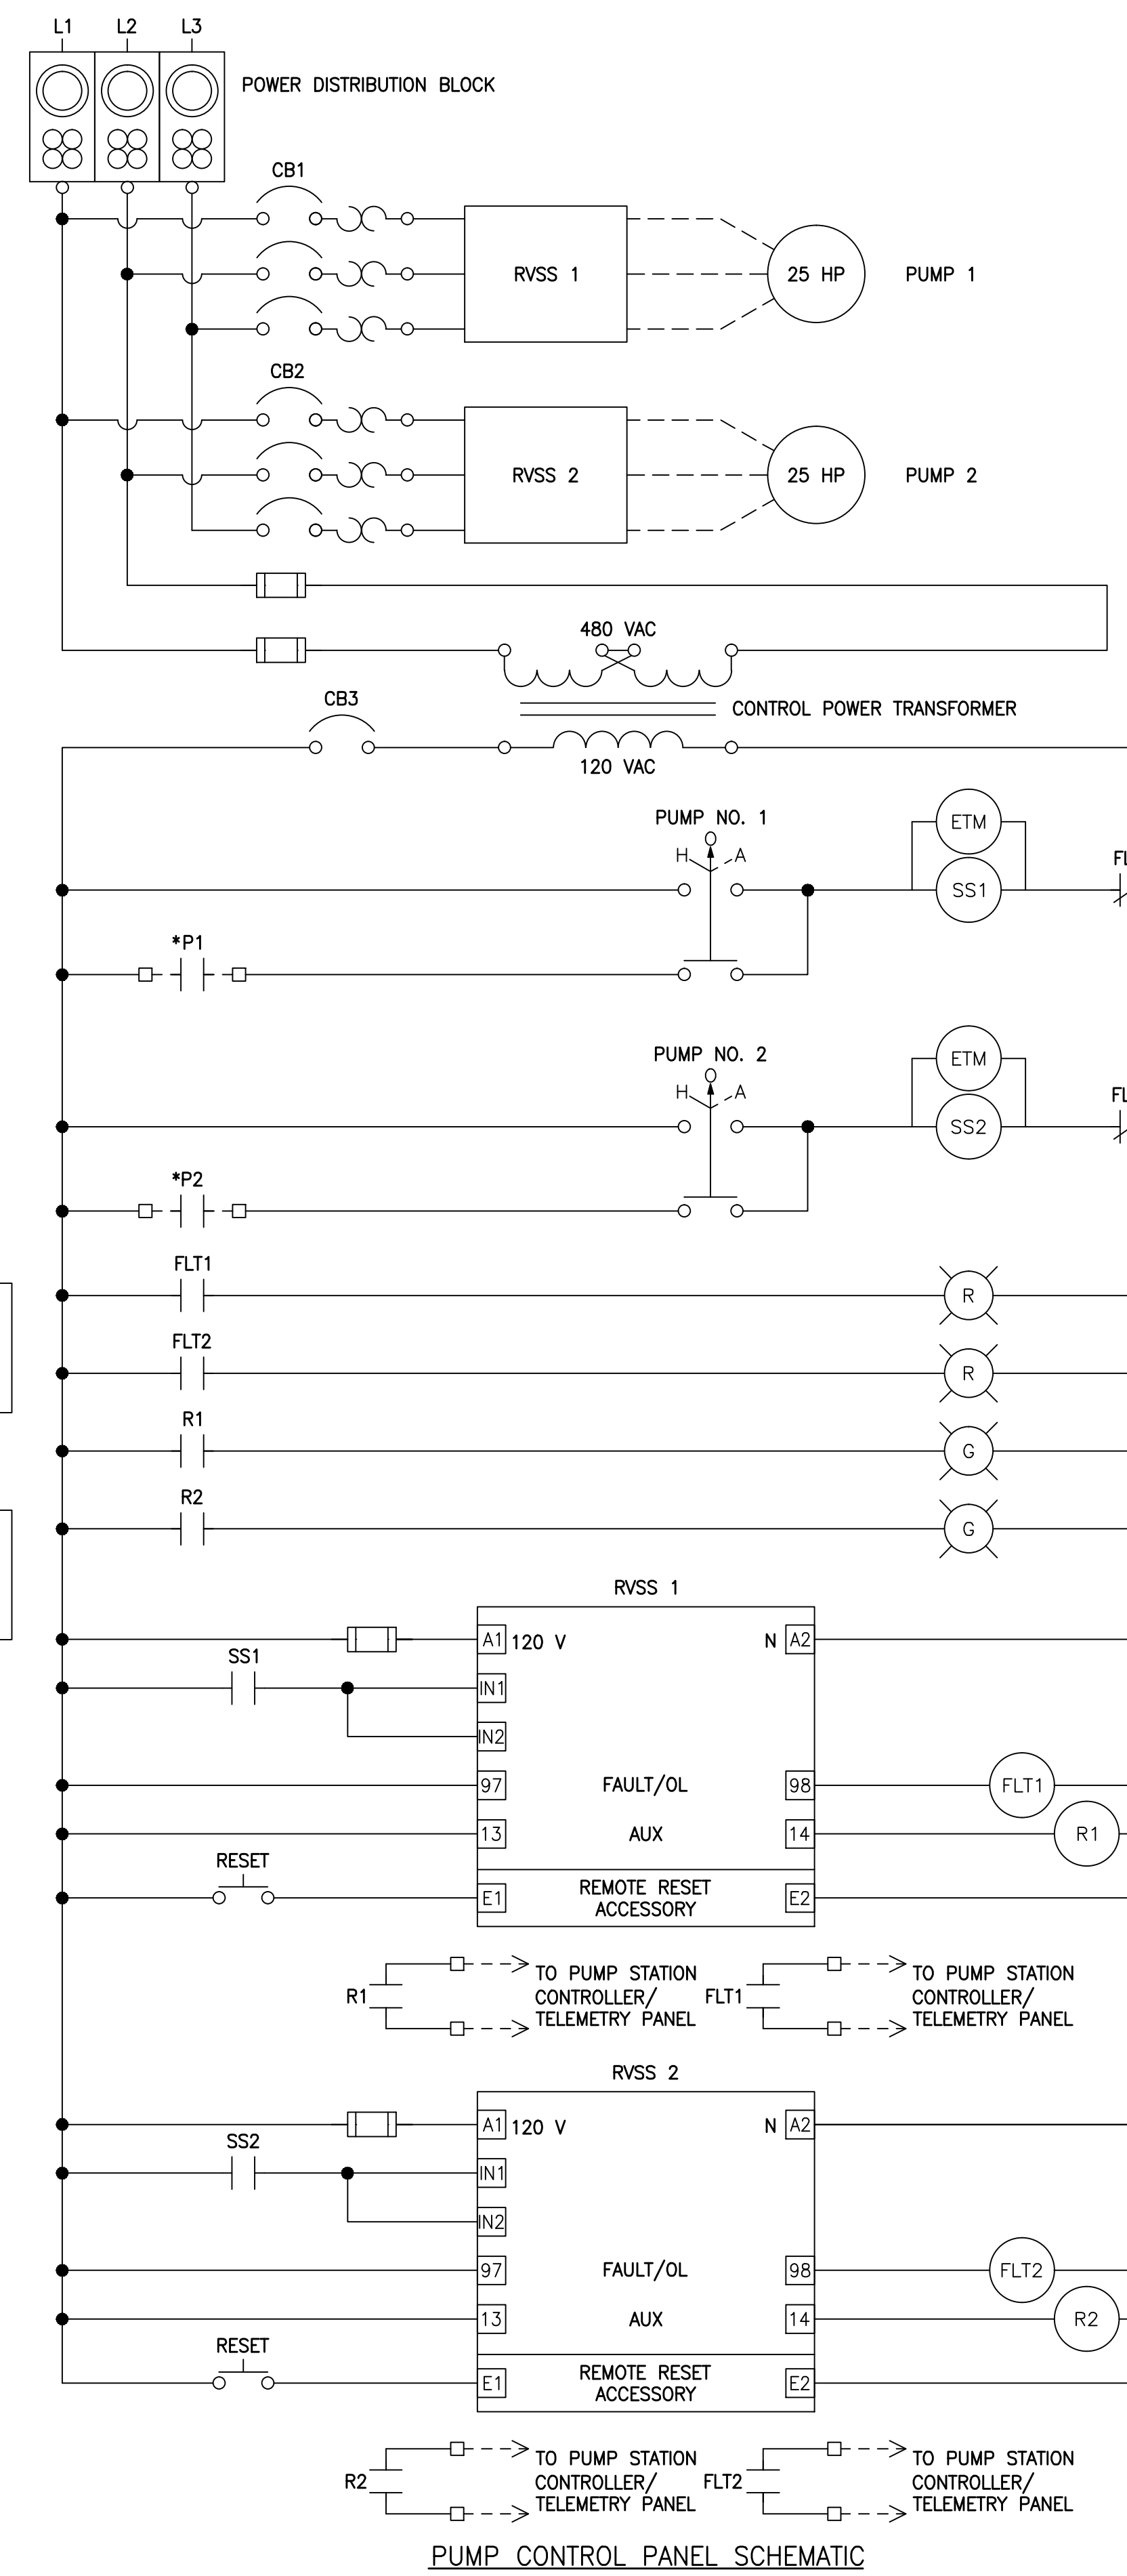 L1 L2 L3
POWER DISTRIBUTION BLOCK
CB1
RVSS 1
25 HP
PUMP 1
CB2
RVSS 2
25 HP
PUMP 2
480 VAC
CONTROL POWER TRANSFORMER
CB3
120 VAC
PUMP NO. 1
O
H A
ETM
SS1
*P1
PUMP NO. 2
O
H A
ETM
SS2
*P2
FLT1
R
FLT2
R
R1
G
R2
G
RVSS 1
A1 120 V N A2
SS1
IN1
IN2
97 FAULT/OL 98 FLT1
13 AUX 14 R1
RESET
E1 REMOTE RESET E2
ACCESSORY
R1
TO PUMP STATION
CONTROLLER/
TELEMETRY PANEL
FLT1
TO PUMP STATION
CONTROLLER/
TELEMETRY PANEL
RVSS 2
A1 120 V N A2
SS2
IN1
IN2
97 FAULT/OL 98 FLT2
13 AUX 14 R2
RESET
E1 REMOTE RESET E2
ACCESSORY
R2
TO PUMP STATION
CONTROLLER/
TELEMETRY PANEL
FLT2
TO PUMP STATION
CONTROLLER/
TELEMETRY PANEL
PUMP CONTROL PANEL SCHEMATIC